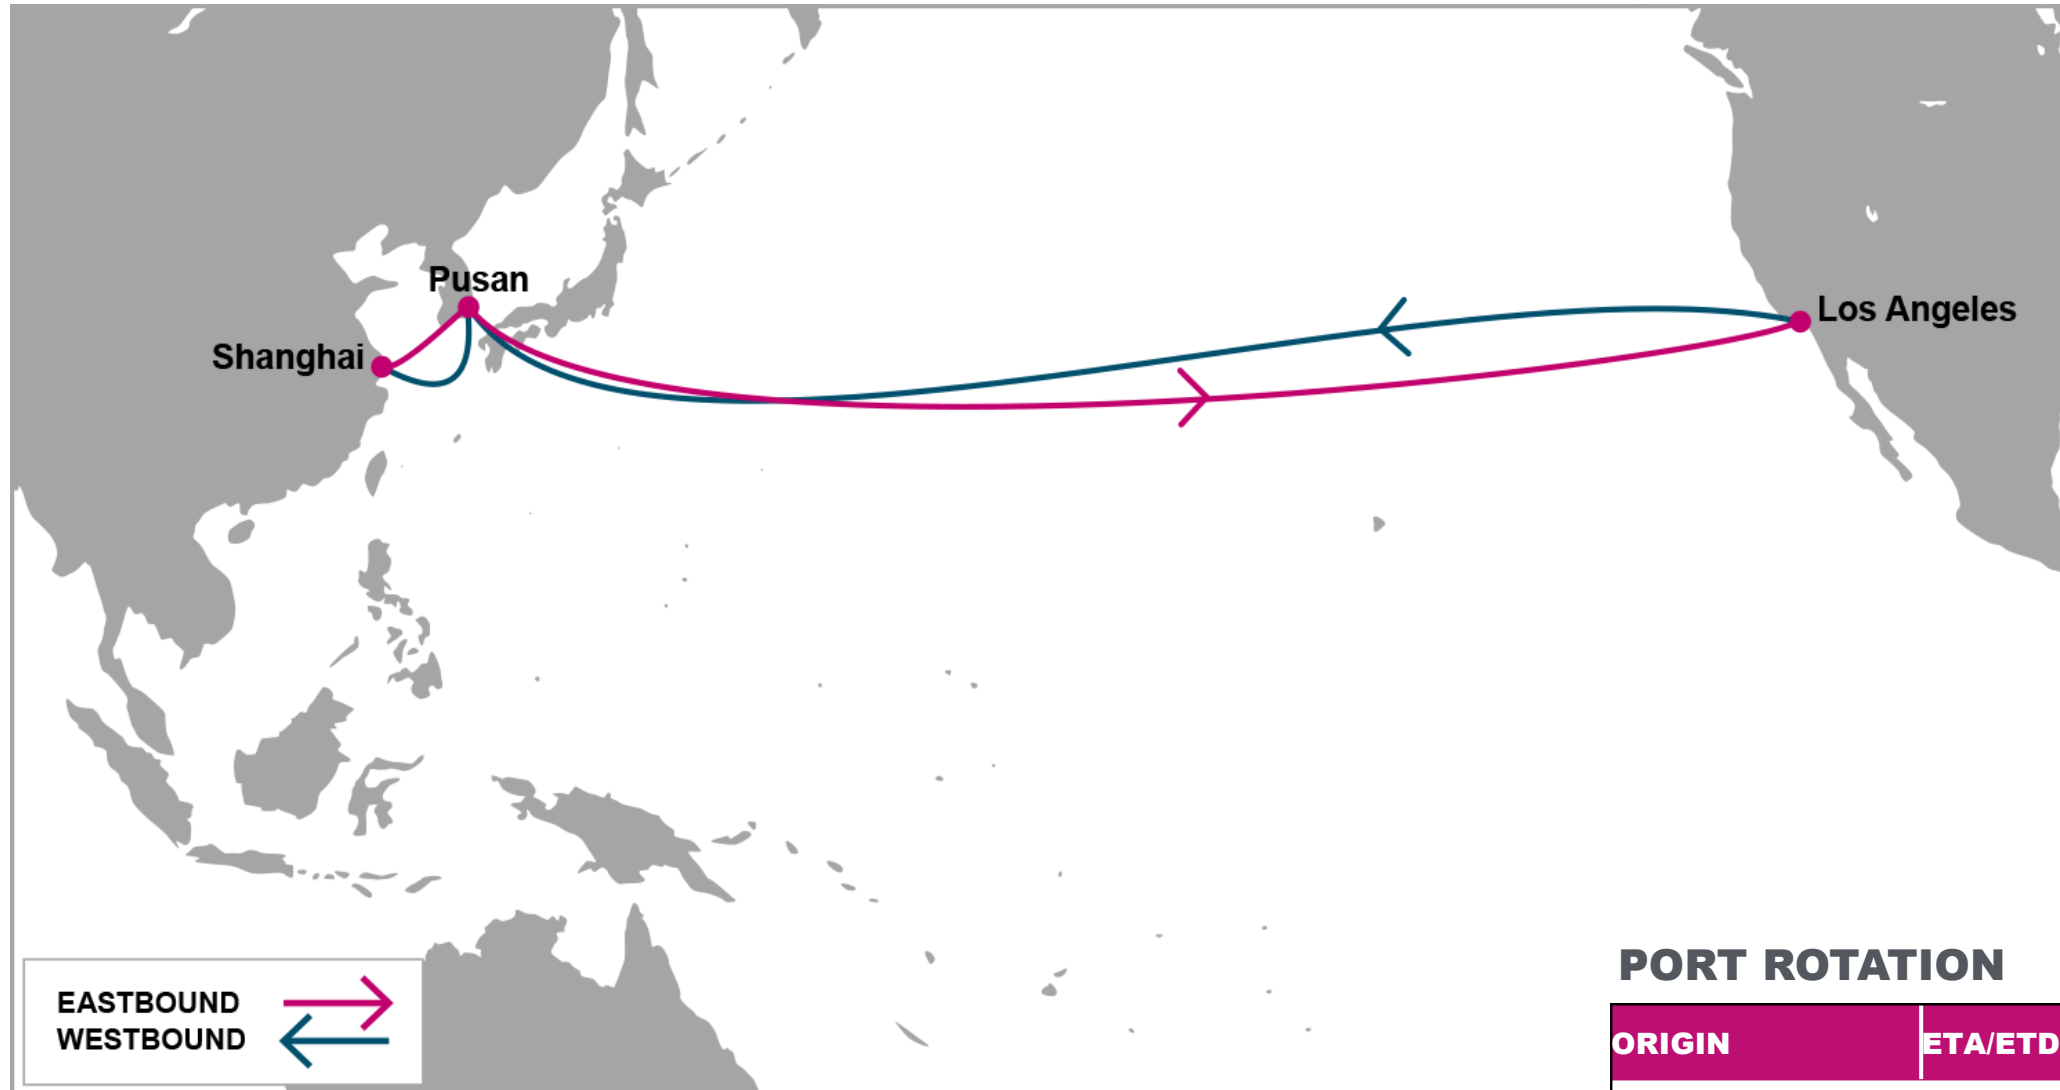 Pusan
Los Angeles
Shanghai
PORT ROTATION
EASTBOUND
WESTBOUND
ORIGIN ETA/ETD